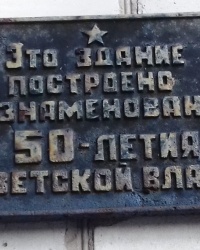 Это здание
построено
знаменован
50-летия
ветской вла